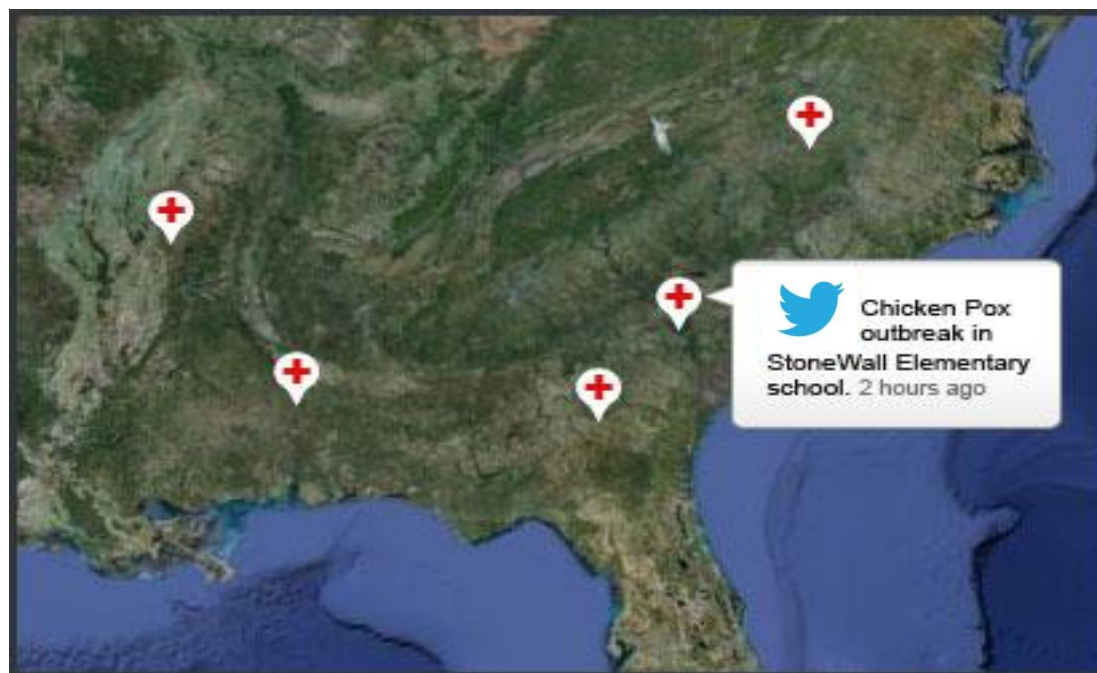 Chicken Pox
outbreak in
StoneWall Elementary
school. 2 hours ago